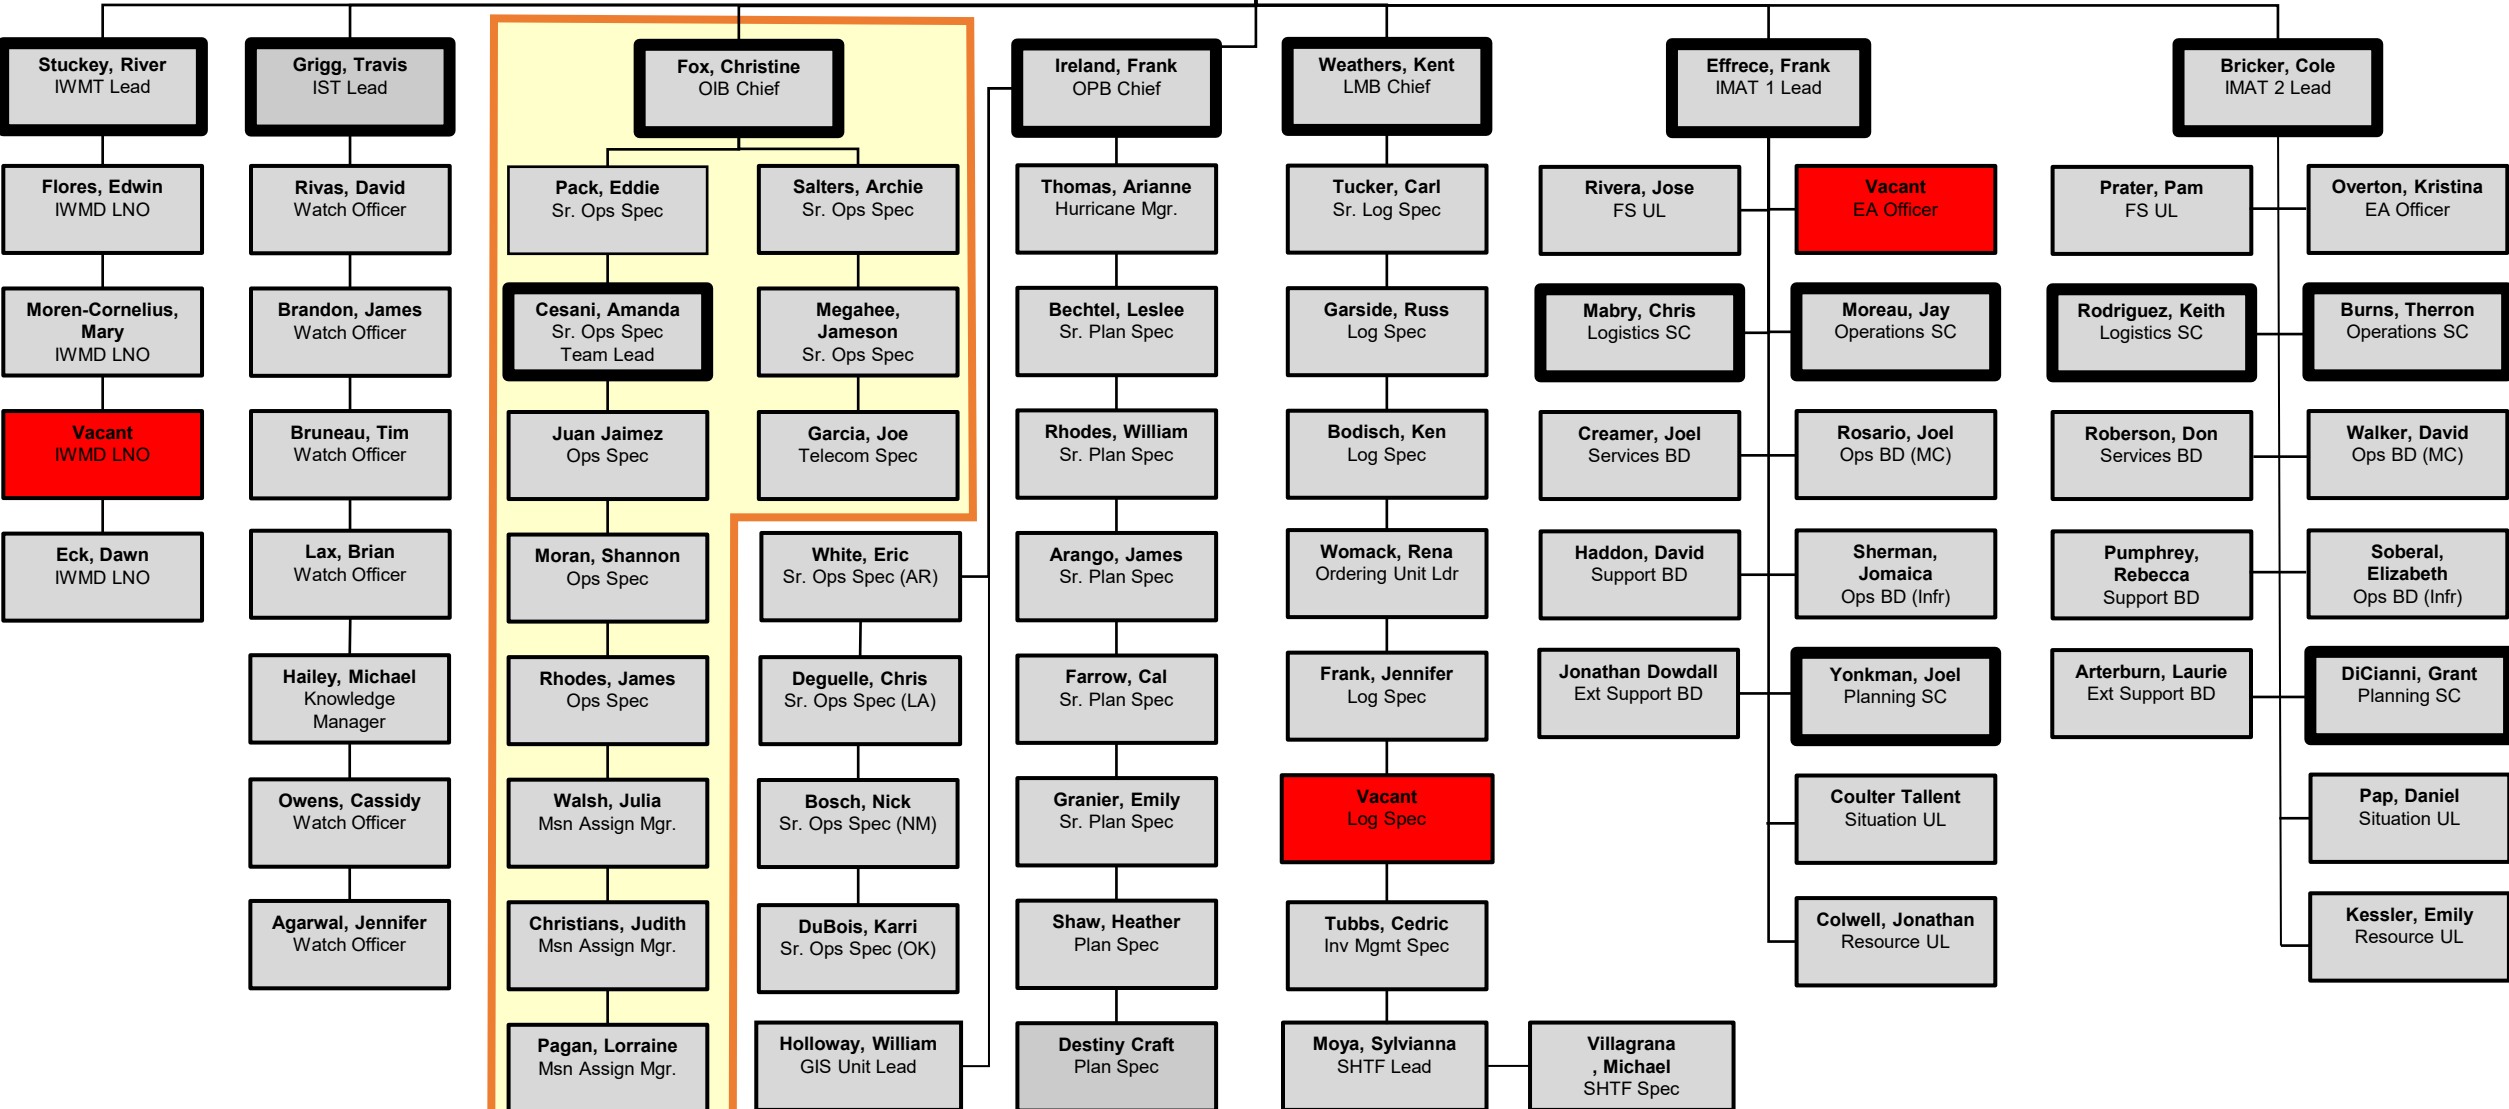 Stuckey, River
IWMT Lead
Flores, Edwin
IWMD LNO
Moren-Cornelius,
Mary
IWMD LNO
Vacant
IWMD LNO
Eck, Dawn
IWMD LNO
Grigg, Travis
IST Lead
Rivas, David
Watch Officer
Brandon, James
Watch Officer
Bruneau, Tim
Watch Officer
Lax, Brian
Watch Officer
Hailey, Michael
Knowledge
Manager
Owens, Cassidy
Watch Officer
Agarwal, Jennifer
Watch Officer
Fox, Christine
OIB Chief
Pack, Eddie
Sr. Ops Spec
Cesani, Amanda
Sr. Ops Spec
Team Lead
Juan Jaimez
Ops Spec
Moran, Shannon
Ops Spec
Rhodes, James
Ops Spec
Walsh, Julia
Msn Assign Mgr.
Christians, Judith
Msn Assign Mgr.
Pagan, Lorraine
Msn Assign Mgr.
Salters, Archie
Sr. Ops Spec
Megahee,
Jameson
Sr. Ops Spec
Garcia, Joe
Telecom Spec
White, Eric
Sr. Ops Spec (AR)
Deguelle, Chris
Sr. Ops Spec (LA)
Bosch, Nick
Sr. Ops Spec (NM)
DuBois, Karri
Sr. Ops Spec (OK)
Holloway, William
GIS Unit Lead
Ireland, Frank
OPB Chief
Thomas, Arianne
Hurricane Mgr.
Bechtel, Leslee
Sr. Plan Spec
Rhodes, William
Sr. Plan Spec
Arango, James
Sr. Plan Spec
Farrow, Cal
Sr. Plan Spec
Granier, Emily
Sr. Plan Spec
Shaw, Heather
Plan Spec
Destiny Craft
Plan Spec
Weathers, Kent
LMB Chief
Tucker, Carl
Sr. Log Spec
Garside, Russ
Log Spec
Bodisch, Ken
Log Spec
Womack, Rena
Ordering Unit Ldr
Frank, Jennifer
Log Spec
Vacant
Log Spec
Tubbs, Cedric
Inv Mgmt Spec
Moya, Sylvianna
SHTF Lead
Villagrana
, Michael
SHTF Spec
Effrece, Frank
IMAT 1 Lead
Rivera, Jose
FS UL
Mabry, Chris
Logistics SC
Creamer, Joel
Services BD
Haddon, David
Support BD
Jonathan Dowdall
Ext Support BD
Vacant
EA Officer
Moreau, Jay
Operations SC
Rosario, Joel
Ops BD (MC)
Sherman,
Jomaica
Ops BD (Infr)
Yonkman, Joel
Planning SC
Coulter Tallent
Situation UL
Colwell, Jonathan
Resource UL
Bricker, Cole
IMAT 2 Lead
Prater, Pam
FS UL
Rodriguez, Keith
Logistics SC
Roberson, Don
Services BD
Pumphrey,
Rebecca
Support BD
Arterburn, Laurie
Ext Support BD
Overton, Kristina
EA Officer
Burns, Therron
Operations SC
Walker, David
Ops BD (MC)
Soberal,
Elizabeth
Ops BD (Infr)
DiCianni, Grant
Planning SC
Pap, Daniel
Situation UL
Kessler, Emily
Resource UL